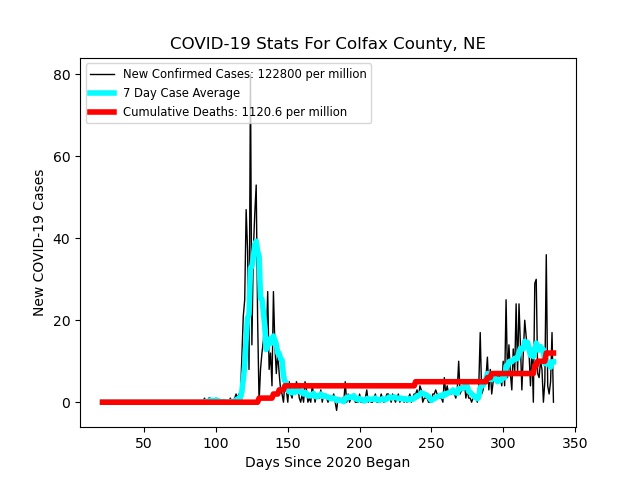 COVID-19 Stats For Colfax County, NE
New Confirmed Cases: 122800 per million
7 Day Case Average
Cumulative Deaths: 1120.6 per million
New COVID-19 Cases
80
60
40
20
0
50 100 150 200 250 300 350
Days Since 2020 Began